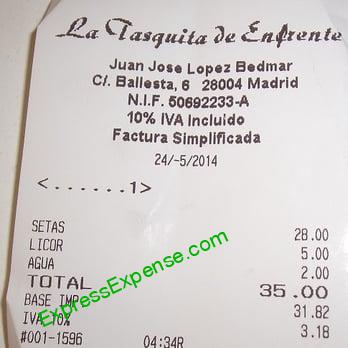 La Tasquita de Enfrente
Juan Jose Lopez Bedmar
C/. Ballesta, 6 28004 Madrid
N.I.F. 50692233-A
10% IVA Incluido
Factura Simplificada
24/-5/2014
<......1>
SETAS 28.00
LICOR 5.00
AGUA 2.00
TOTAL 35.00
BASE IMP. 31.82
IVA 10% 3.18
#001-1596 04:34R
ExpressExpense.com